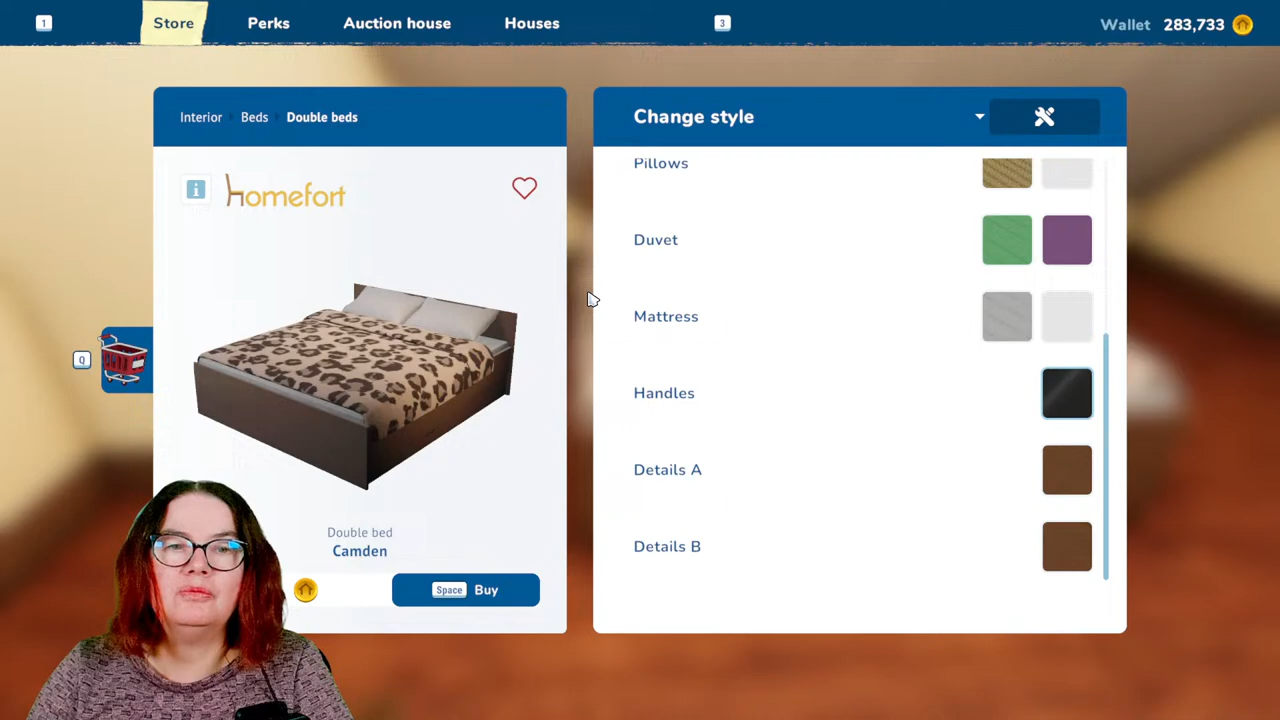 1
Store
Perks
Auction house
Houses
3
Wallet 283,733
Interior Beds Double beds
Change style
i
homefort
Pillows
Duvet
Mattress
Q
Handles
Details A
Double bed
Camden
Details B
Space Buy